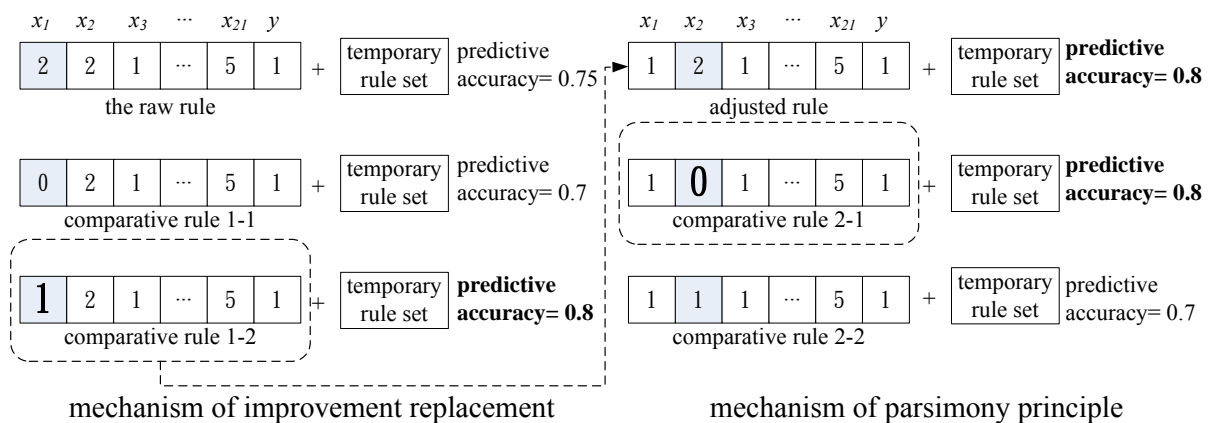 x1 x2 x3 ... x21 y
2 2 1 ... 5 1 + temporary rule set predictive accuracy= 0.75
the raw rule
0 2 1 ... 5 1 + temporary rule set predictive accuracy= 0.7
comparative rule 1-1
1 2 1 ... 5 1 + temporary rule set predictive accuracy= 0.8
comparative rule 1-2
mechanism of improvement replacement
x1 x2 x3 ... x21 y
1 2 1 ... 5 1 + temporary rule set predictive accuracy= 0.8
adjusted rule
1 0 1 ... 5 1 + temporary rule set predictive accuracy= 0.8
comparative rule 2-1
1 1 1 ... 5 1 + temporary rule set predictive accuracy= 0.7
comparative rule 2-2
mechanism of parsimony principle